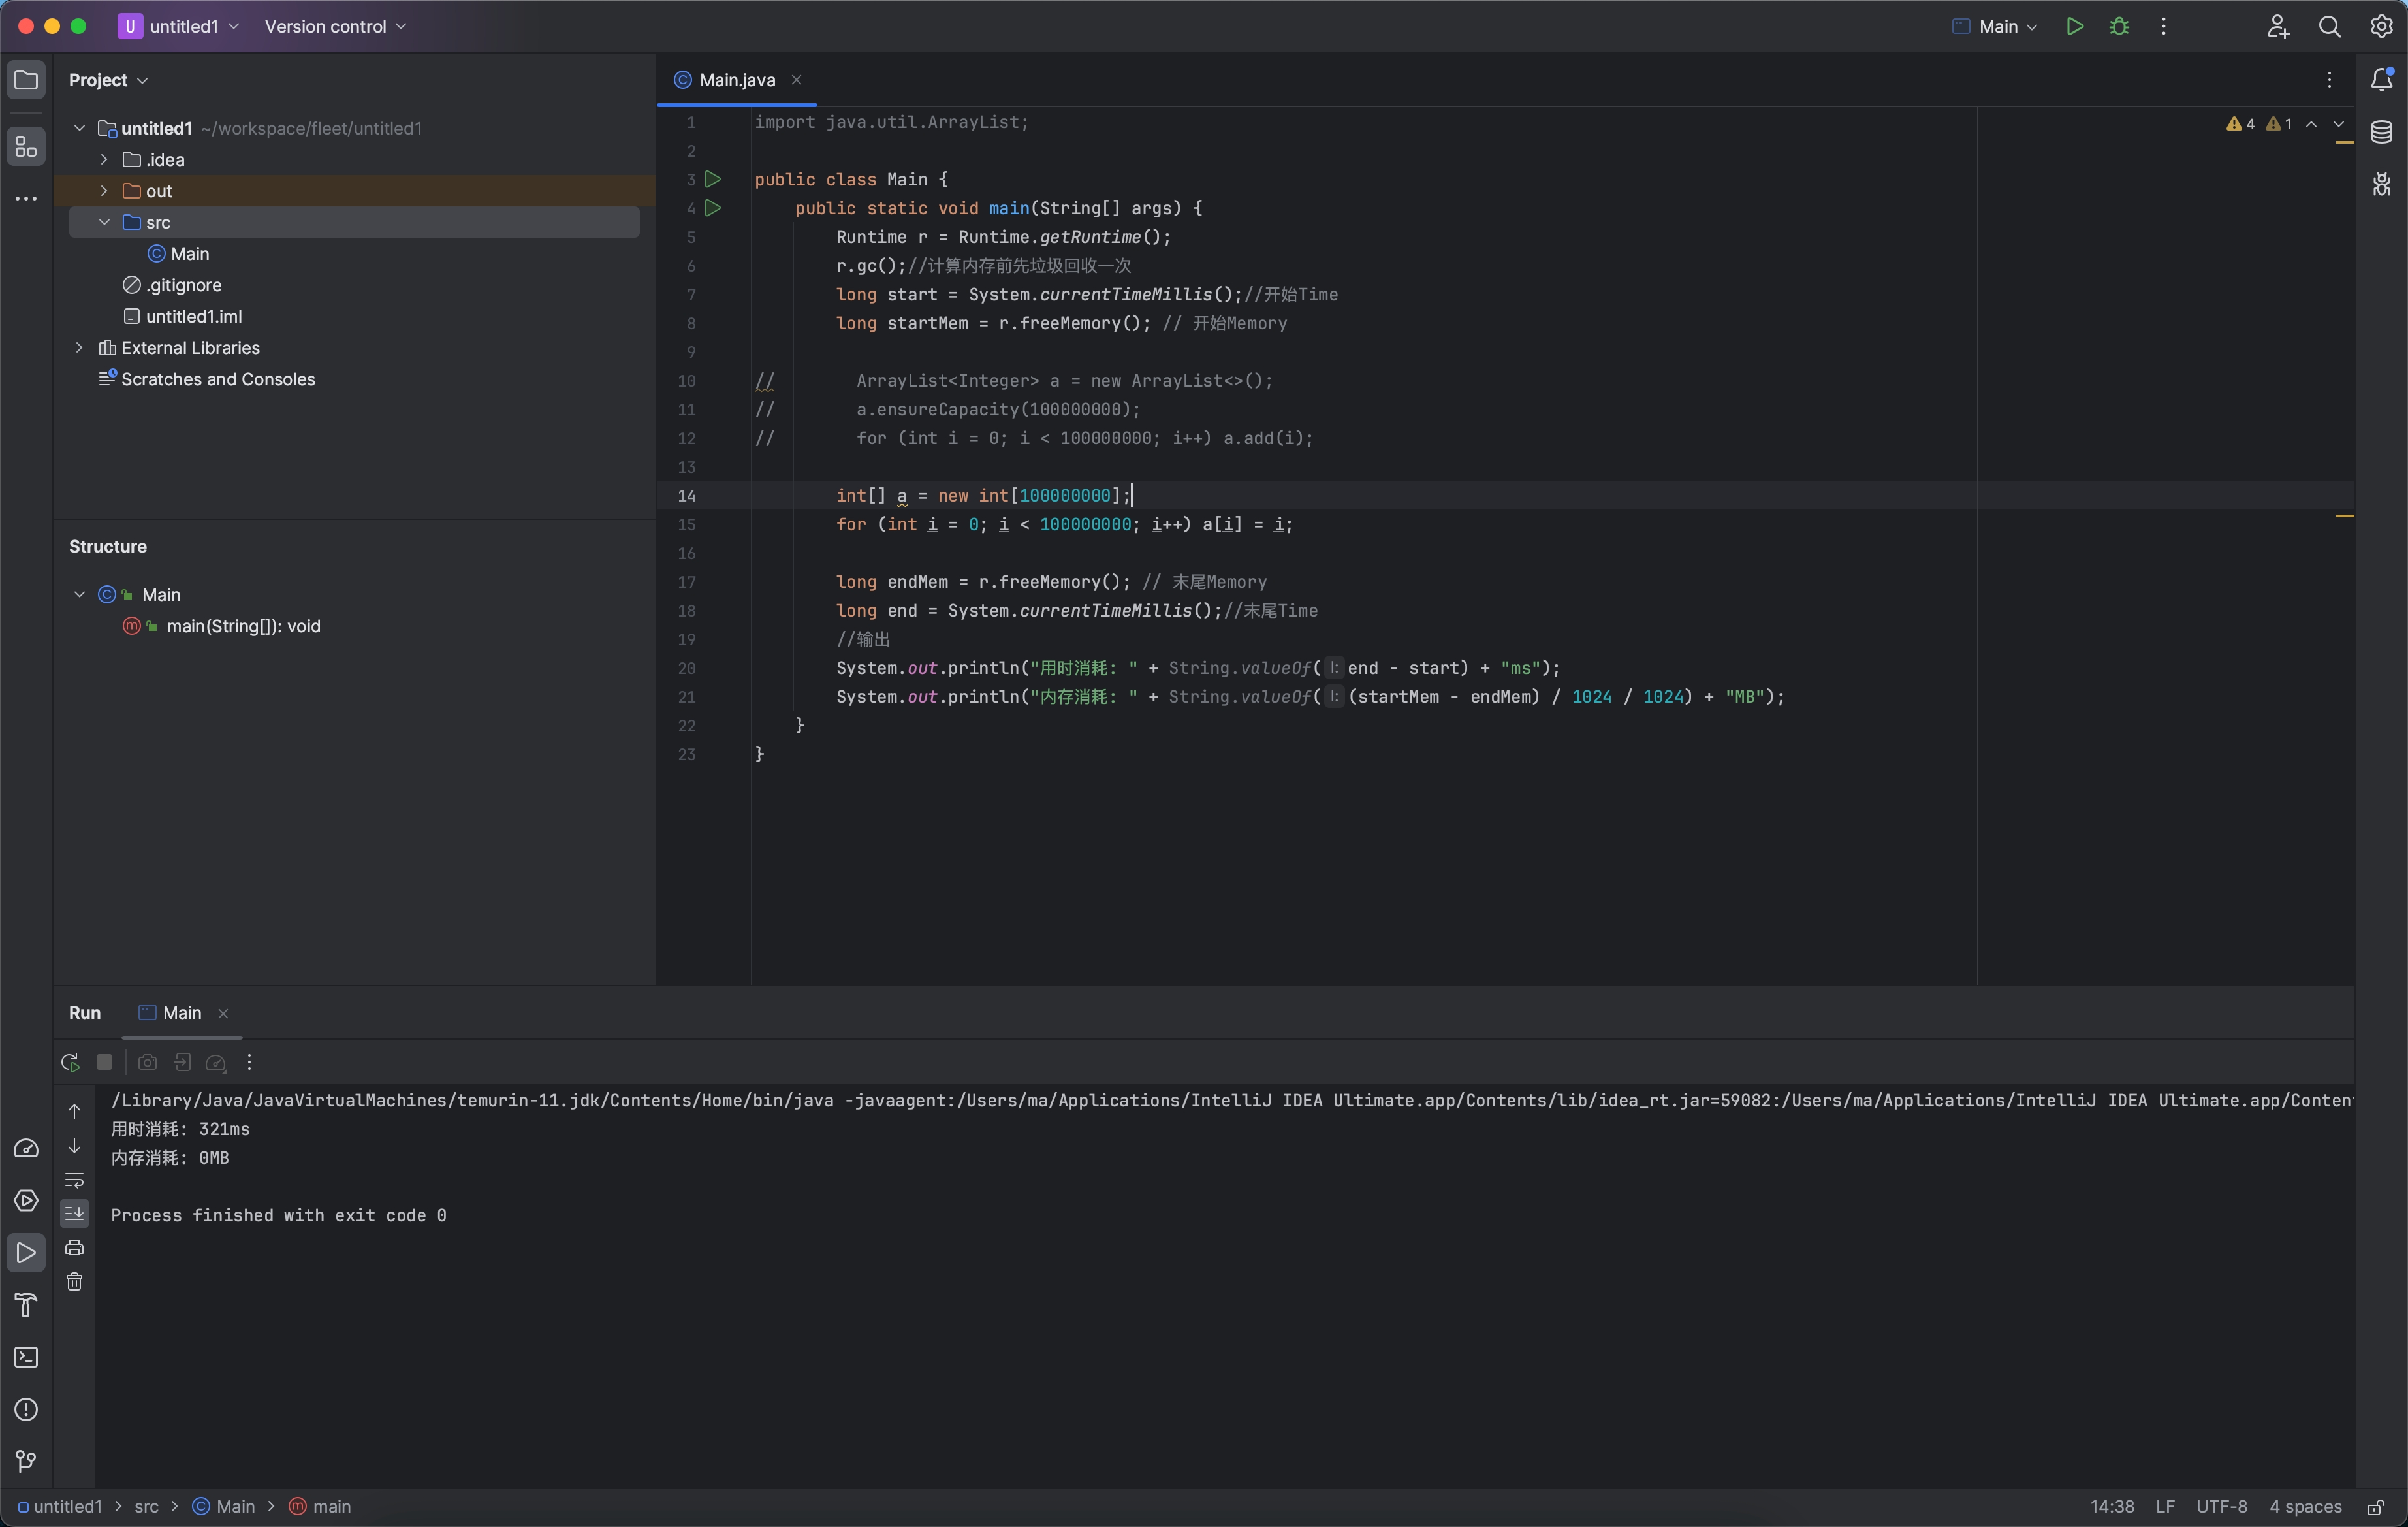 U untitled1 Version control Main
Project
untitled1 ~/workspace/fleet/untitled1
.idea
out
src
Main
.gitignore
untitled1.iml
External Libraries
Scratches and Consoles
Structure
Main
main(String[]): void
Main.java
4 1
1 import java.util.ArrayList;
2
3 public class Main {
4 public static void main(String[] args) {
5 Runtime r = Runtime.getRuntime();
6 r.gc();//计算内存前先垃圾回收一次
7 long start = System.currentTimeMillis();//开始Time
8 long startMem = r.freeMemory(); // 开始Memory
9
10 // ArrayList<Integer> a = new ArrayList<>();
11 // a.ensureCapacity(100000000);
12 // for (int i = 0; i < 100000000; i++) a.add(i);
13
14 int[] a = new int[100000000];
15 for (int i = 0; i < 100000000; i++) a[i] = i;
16
17 long endMem = r.freeMemory(); // 末尾Memory
18 long end = System.currentTimeMillis();//末尾Time
19 //输出
20 System.out.println("用时消耗: " + String.valueOf( l: end - start) + "ms");
21 System.out.println("内存消耗: " + String.valueOf( l: (startMem - endMem) / 1024 / 1024) + "MB");
22 }
23 }
Run Main
/Library/Java/JavaVirtualMachines/temurin-11.jdk/Contents/Home/bin/java -javaagent:/Users/ma/Applications/IntelliJ IDEA Ultimate.app/Contents/lib/idea_rt.jar=59082:/Users/ma/Applications/IntelliJ IDEA Ultimate.app/Conten
用时消耗: 321ms
内存消耗: 0MB
Process finished with exit code 0
untitled1 > src > Main > main
14:38 LF UTF-8 4 spaces